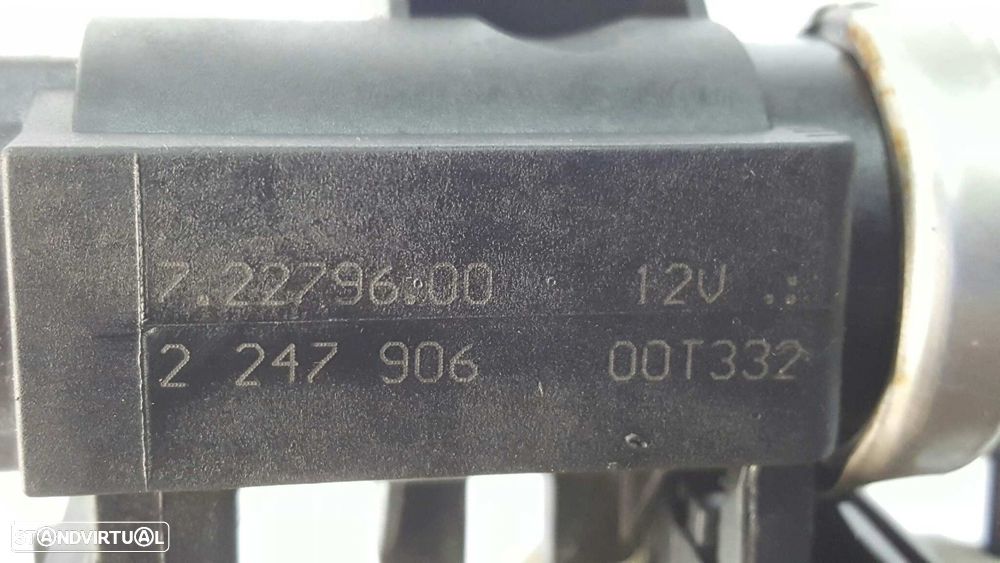 7.22796.00 12V .:
2 247 906 00T332
STANDVIRTUAL